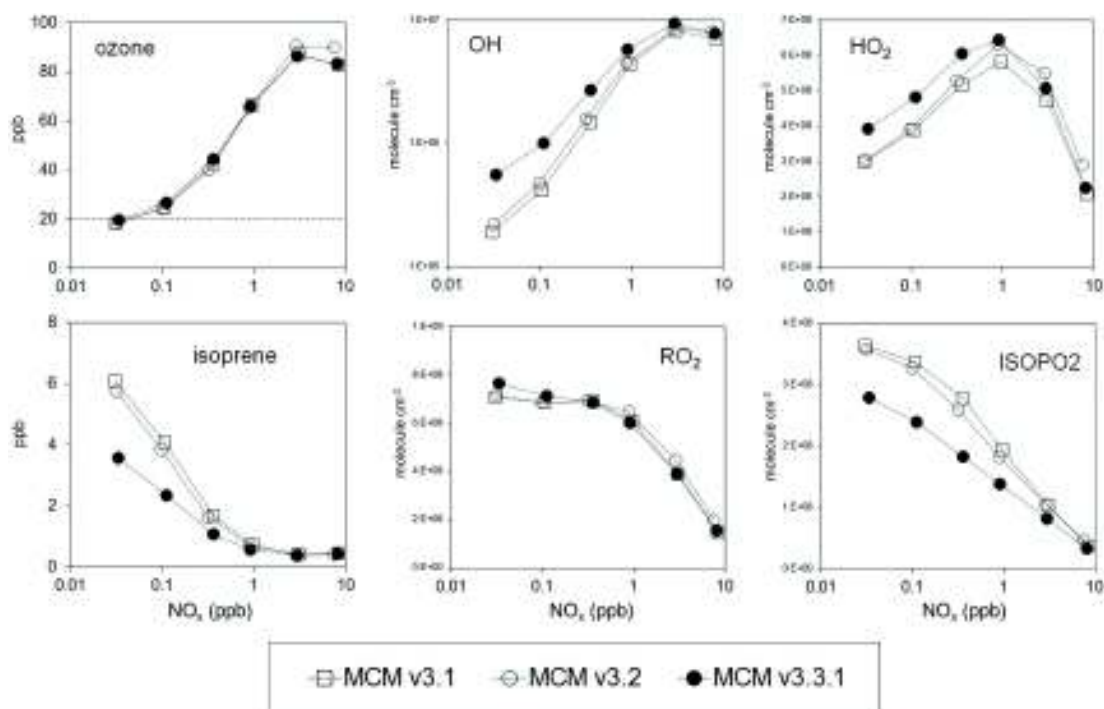 ozone
ppb
100
80
60
40
20
0
0.01 0.1 1 10
OH
molecule cm⁻³
0.01 0.1 1 10
HO₂
molecule cm⁻³
0.01 0.1 1 10
isoprene
ppb
8
6
4
2
0
0.01 0.1 1 10
NOₓ (ppb)
RO₂
molecule cm⁻³
0.01 0.1 1 10
NOₓ (ppb)
ISOPO2
molecule cm⁻³
0.01 0.1 1 10
NOₓ (ppb)
MCM v3.1 MCM v3.2 MCM v3.3.1